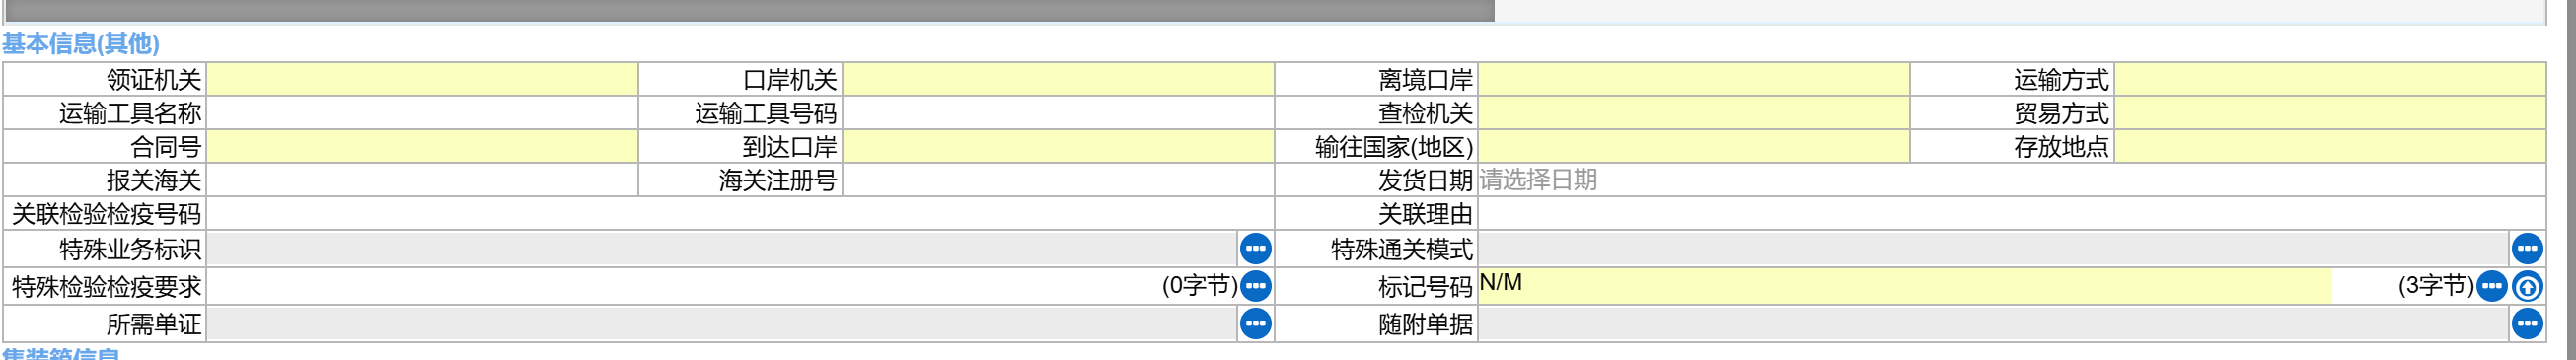 基本信息(其他)
领证机关 口岸机关 离境口岸 运输方式
运输工具名称 运输工具号码 查检机关 贸易方式
合同号 到达口岸 输往国家(地区) 存放地点
报关海关 海关注册号 发货日期 请选择日期
关联检验检疫号码 关联理由
特殊业务标识 特殊通关模式
特殊检验检疫要求 (0字节) 标记号码 N/M (3字节)
所需单证 随附单据
集装箱信息